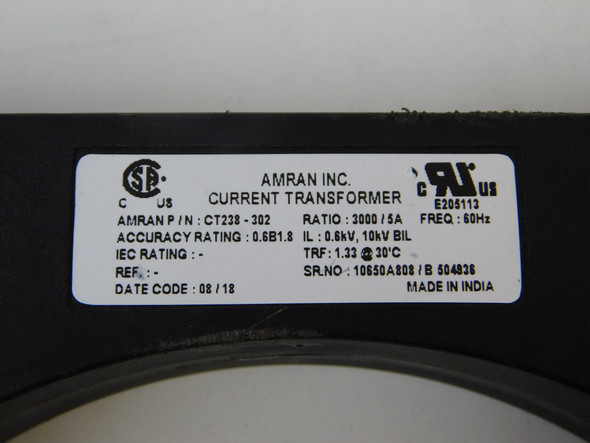 AMRAN INC.
CURRENT TRANSFORMER
C SA US
C RU US
E205113
AMRAN P / N : CT238 - 302 RATIO : 3000 / 5A FREQ : 60Hz
ACCURACY RATING : 0.6B1.8 IL : 0.6kV, 10kV BIL
IEC RATING : - TRF: 1.33 @ 30°C
REF. : - SR.NO : 10650A808 / B 504936
DATE CODE : 08 / 18 MADE IN INDIA